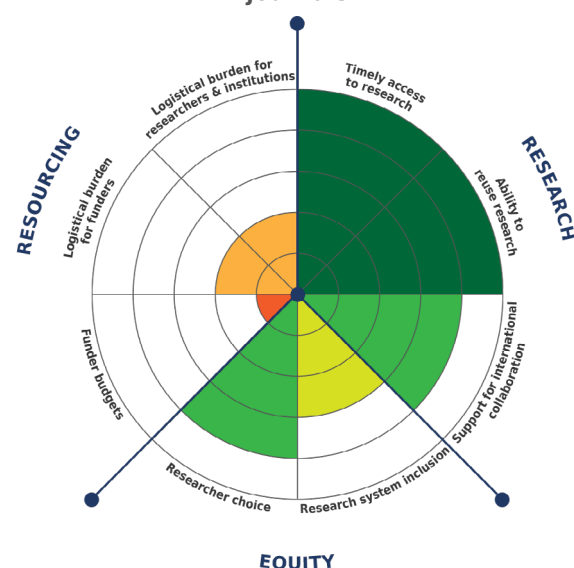 Timely access
to research
Ability to
reuse research
RESEARCH
Support for international
collaboration
Research system inclusion
EQUITY
Researcher choice
Funder budgets
Logistical burden
for funders
RESOURCING
Logistical burden for
researchers & institutions